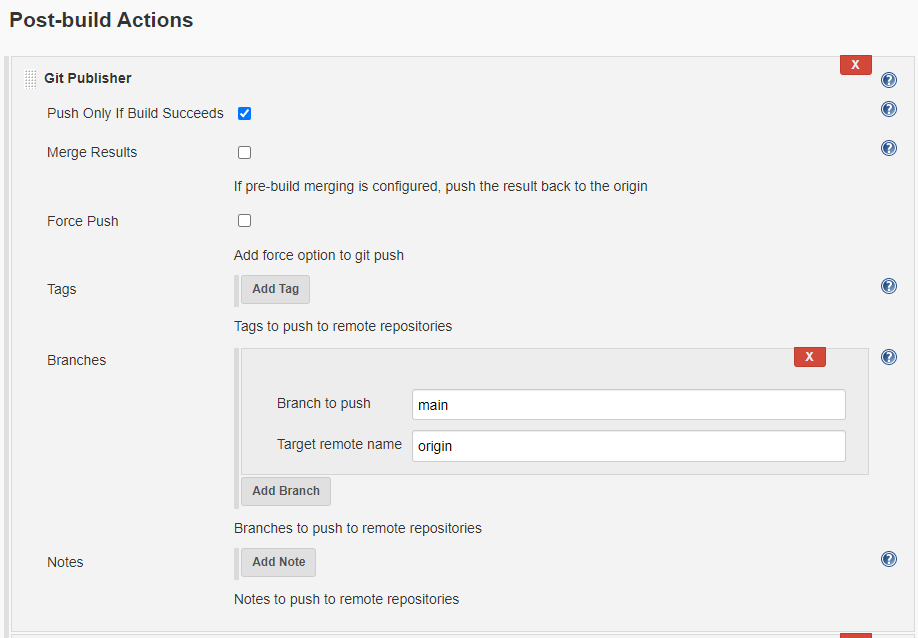 Post-build Actions
X
Git Publisher
?
Push Only If Build Succeeds
?
Merge Results
?
If pre-build merging is configured, push the result back to the origin
Force Push
Add force option to git push
Tags
Add Tag
?
Tags to push to remote repositories
Branches
X
?
Branch to push
main
Target remote name
origin
Add Branch
Branches to push to remote repositories
Notes
Add Note
?
Notes to push to remote repositories